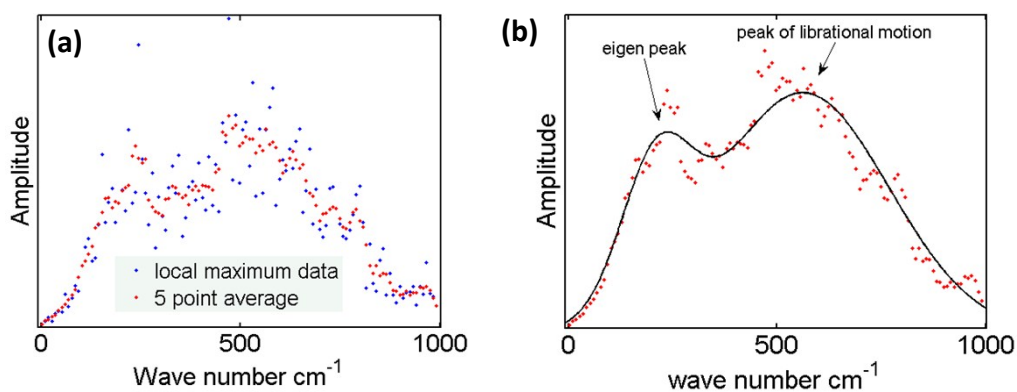 (a)
Amplitude
local maximum data
5 point average
0
500
1000
Wave number cm-1
(b)
eigen peak
peak of librational motion
Amplitude
0
500
1000
wave number cm-1